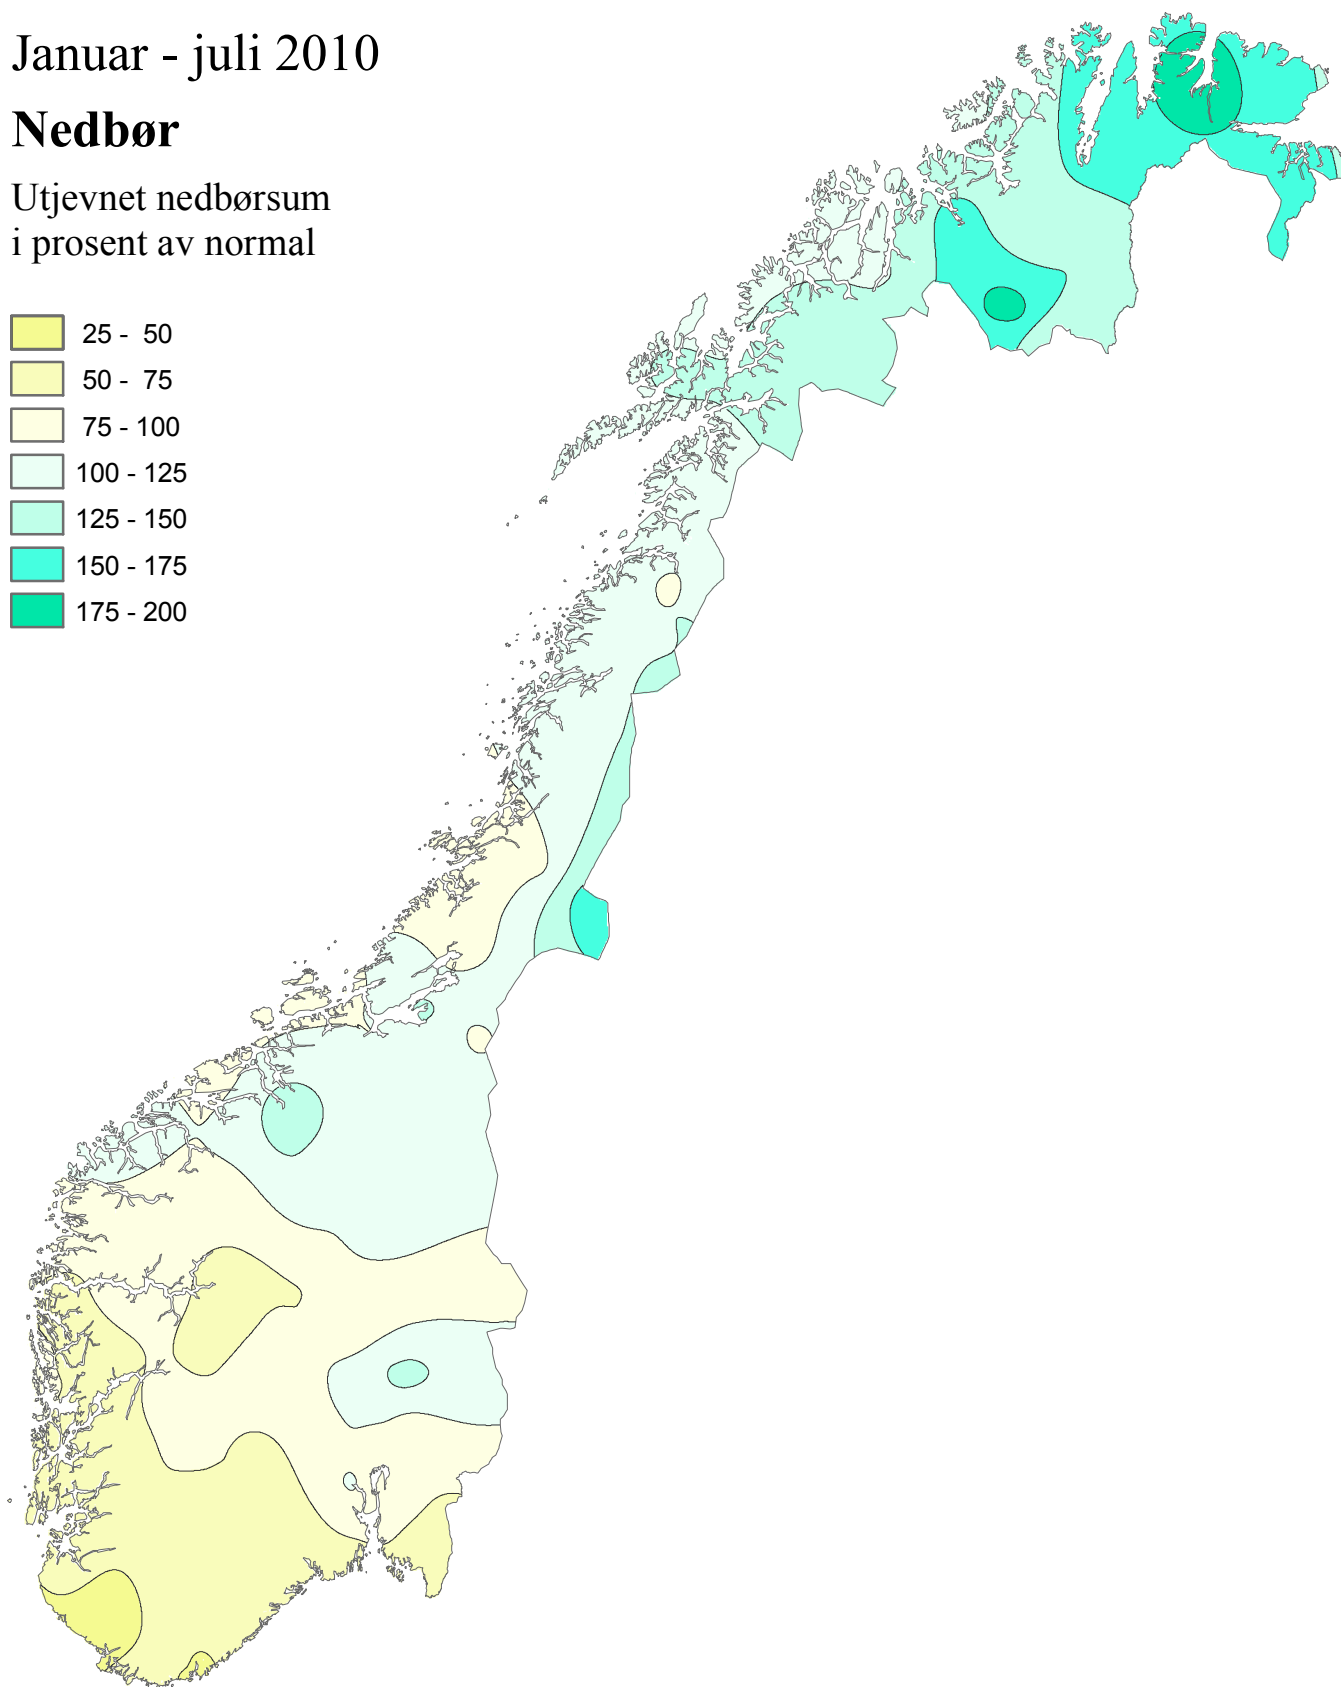 Januar - juli 2010
Nedbør
Utjevnet nedbørsum
i prosent av normal
25 - 50
50 - 75
75 - 100
100 - 125
125 - 150
150 - 175
175 - 200